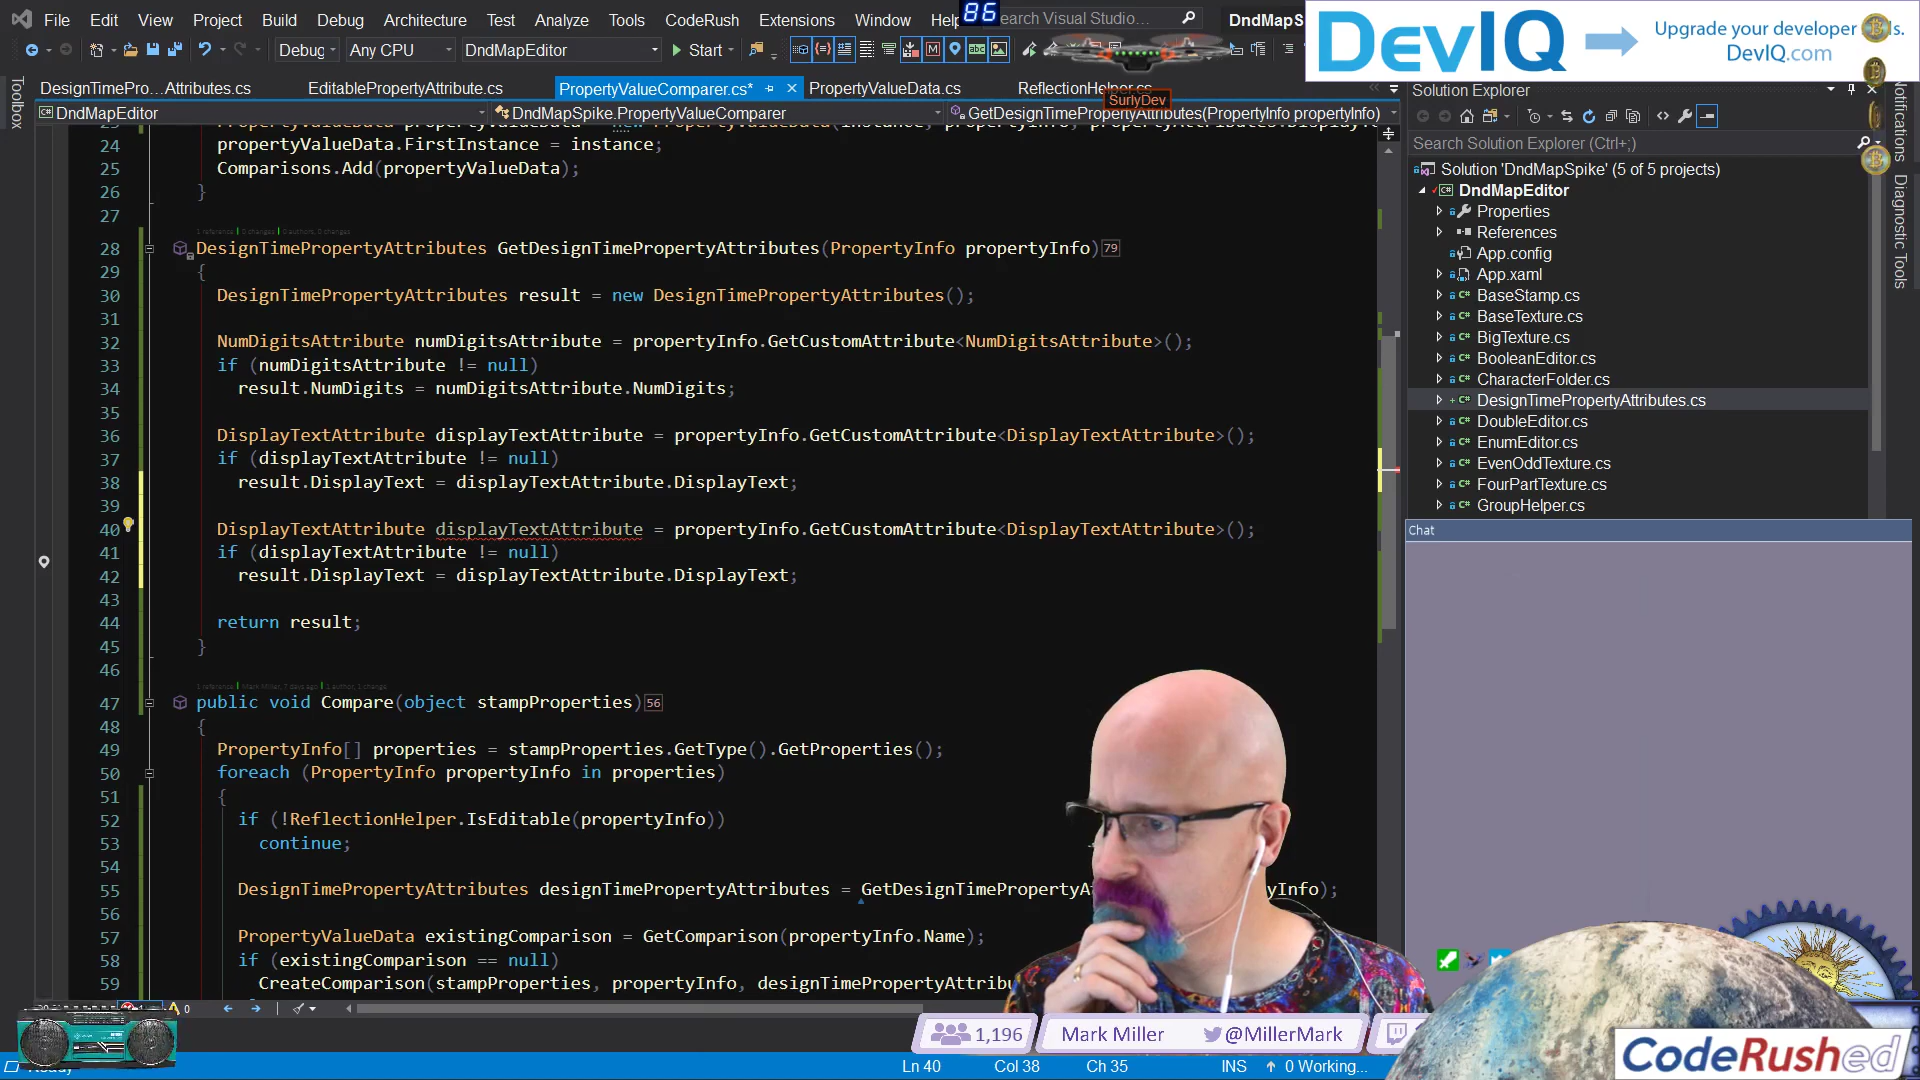 File Edit View Project Build Debug Architecture Test Analyze Tools CodeRush Extensions Window Help
86
Search Visual Studio...
DndMapS
Debug Any CPU DndMapEditor Start
DevIQ
Upgrade your developer
DevIQ.com
DesignTimePro…Attributes.cs EditablePropertyAttribute.cs PropertyValueComparer.cs* PropertyValueData.cs ReflectionHelper.cs
SurlyDev
DndMapEditor DndMapSpike.PropertyValueComparer GetDesignTimePropertyAttributes(PropertyInfo propertyInfo)
Toolbox
24 propertyValueData.FirstInstance = instance;
25 Comparisons.Add(propertyValueData);
26 }
27
28 DesignTimePropertyAttributes GetDesignTimePropertyAttributes(PropertyInfo propertyInfo) 79
29 {
30 DesignTimePropertyAttributes result = new DesignTimePropertyAttributes();
31
32 NumDigitsAttribute numDigitsAttribute = propertyInfo.GetCustomAttribute<NumDigitsAttribute>();
33 if (numDigitsAttribute != null)
34 result.NumDigits = numDigitsAttribute.NumDigits;
35
36 DisplayTextAttribute displayTextAttribute = propertyInfo.GetCustomAttribute<DisplayTextAttribute>();
37 if (displayTextAttribute != null)
38 result.DisplayText = displayTextAttribute.DisplayText;
39
40 DisplayTextAttribute displayTextAttribute = propertyInfo.GetCustomAttribute<DisplayTextAttribute>();
41 if (displayTextAttribute != null)
42 result.DisplayText = displayTextAttribute.DisplayText;
43
44 return result;
45 }
46
47 public void Compare(object stampProperties) 56
48 {
49 PropertyInfo[] properties = stampProperties.GetType().GetProperties();
50 foreach (PropertyInfo propertyInfo in properties)
51 {
52 if (!ReflectionHelper.IsEditable(propertyInfo))
53 continue;
54
55 DesignTimePropertyAttributes designTimePropertyAttributes = GetDesignTimePropertyA yInfo);
56
57 PropertyValueData existingComparison = GetComparison(propertyInfo.Name);
58 if (existingComparison == null)
59 CreateComparison(stampProperties, propertyInfo, designTimePropertyAttribu
Solution Explorer
Search Solution Explorer (Ctrl+;)
Solution 'DndMapSpike' (5 of 5 projects)
DndMapEditor
Properties
References
App.config
App.xaml
BaseStamp.cs
BaseTexture.cs
BigTexture.cs
BooleanEditor.cs
CharacterFolder.cs
DesignTimePropertyAttributes.cs
DoubleEditor.cs
EnumEditor.cs
EvenOddTexture.cs
FourPartTexture.cs
GroupHelper.cs
Notifications
Diagnostic Tools
Chat
0
1,196 Mark Miller @MillerMark
Ln 40 Col 38 Ch 35 INS 0 Working...
CodeRushed